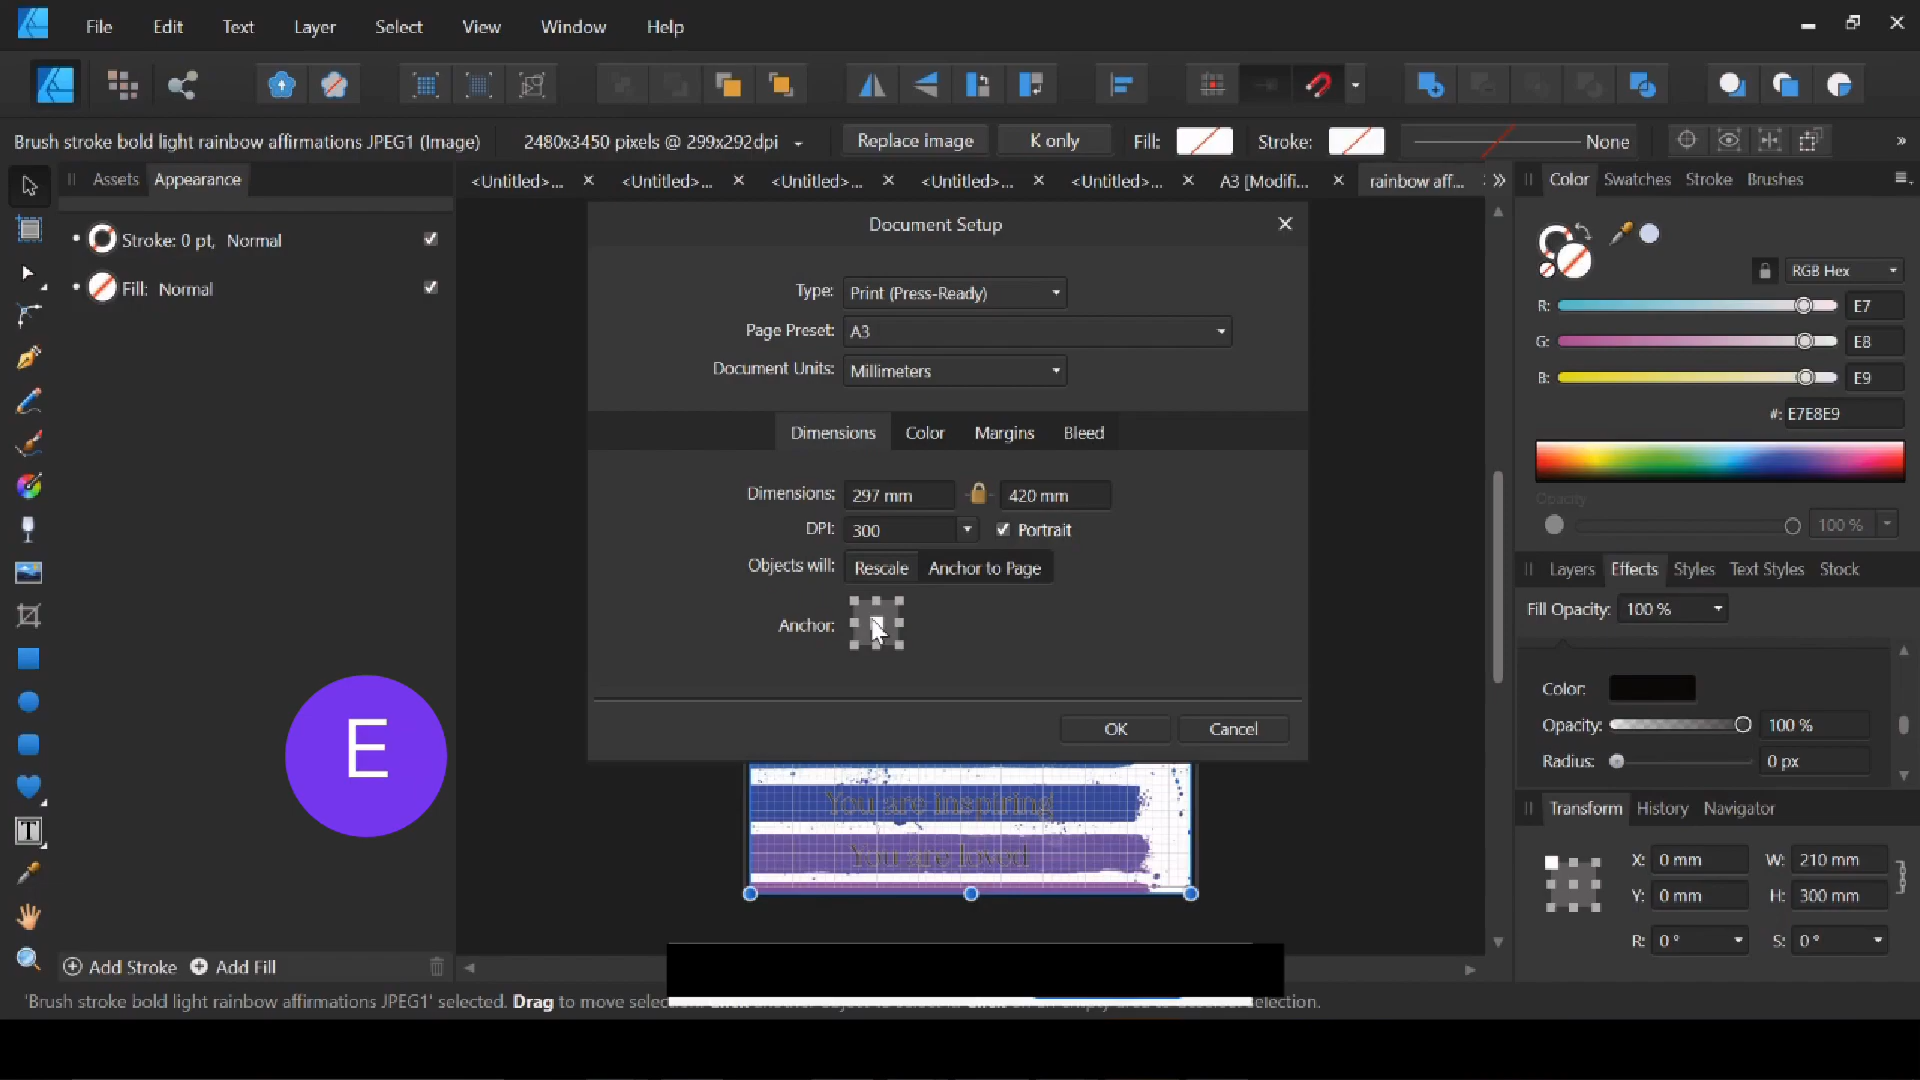 File Edit Text Layer Select View Window Help
Brush stroke bold light rainbow affirmations JPEG1 (Image) 2480x3450 pixels @ 299x292dpi Replace image K only Fill: Stroke: None
Assets Appearance <Untitled>... <Untitled>... <Untitled>... <Untitled>... <Untitled>... A3 [Modifi... rainbow aff... Color Swatches Stroke Brushes
Stroke: 0 pt, Normal
Fill: Normal
Document Setup
Type: Print (Press-Ready)
Page Preset: A3
Document Units: Millimeters
Dimensions Color Margins Bleed
Dimensions: 297 mm 420 mm
DPI: 300 Portrait
Objects will: Rescale Anchor to Page
Anchor:
OK Cancel
You are inspiring
You are loved
E
RGB Hex
R: E7
G: E8
B: E9
#: E7E8E9
Opacity
100 %
Layers Effects Styles Text Styles Stock
Fill Opacity: 100 %
Color:
Opacity: 100 %
Radius: 0 px
Transform History Navigator
X: 0 mm W: 210 mm
Y: 0 mm H: 300 mm
R: 0 ° S: 0 °
Add Stroke Add Fill
'Brush stroke bold light rainbow affirmations JPEG1' selected. Drag to move selec
selection.